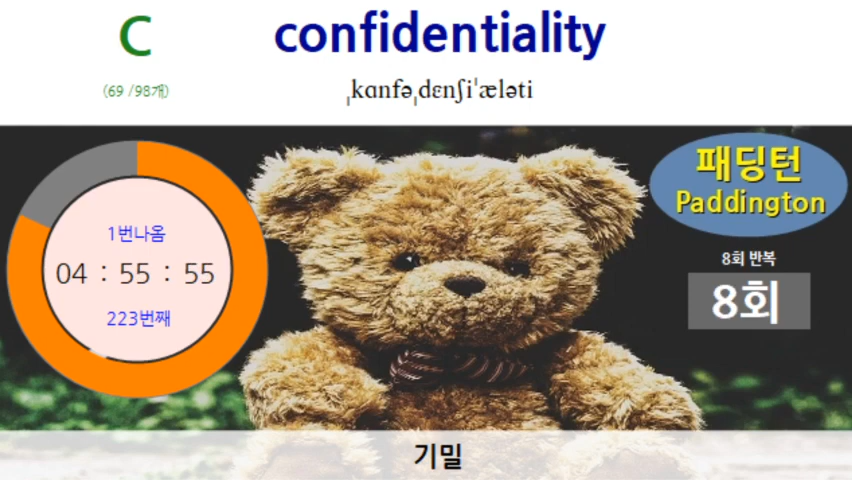 C
confidentiality
(69 /98개)
ˌkɑnfəˌdɛnʃiˈæləti
패딩턴
Paddington
1번나옴
04 : 55 : 55
223번째
8회 반복
8회
기밀